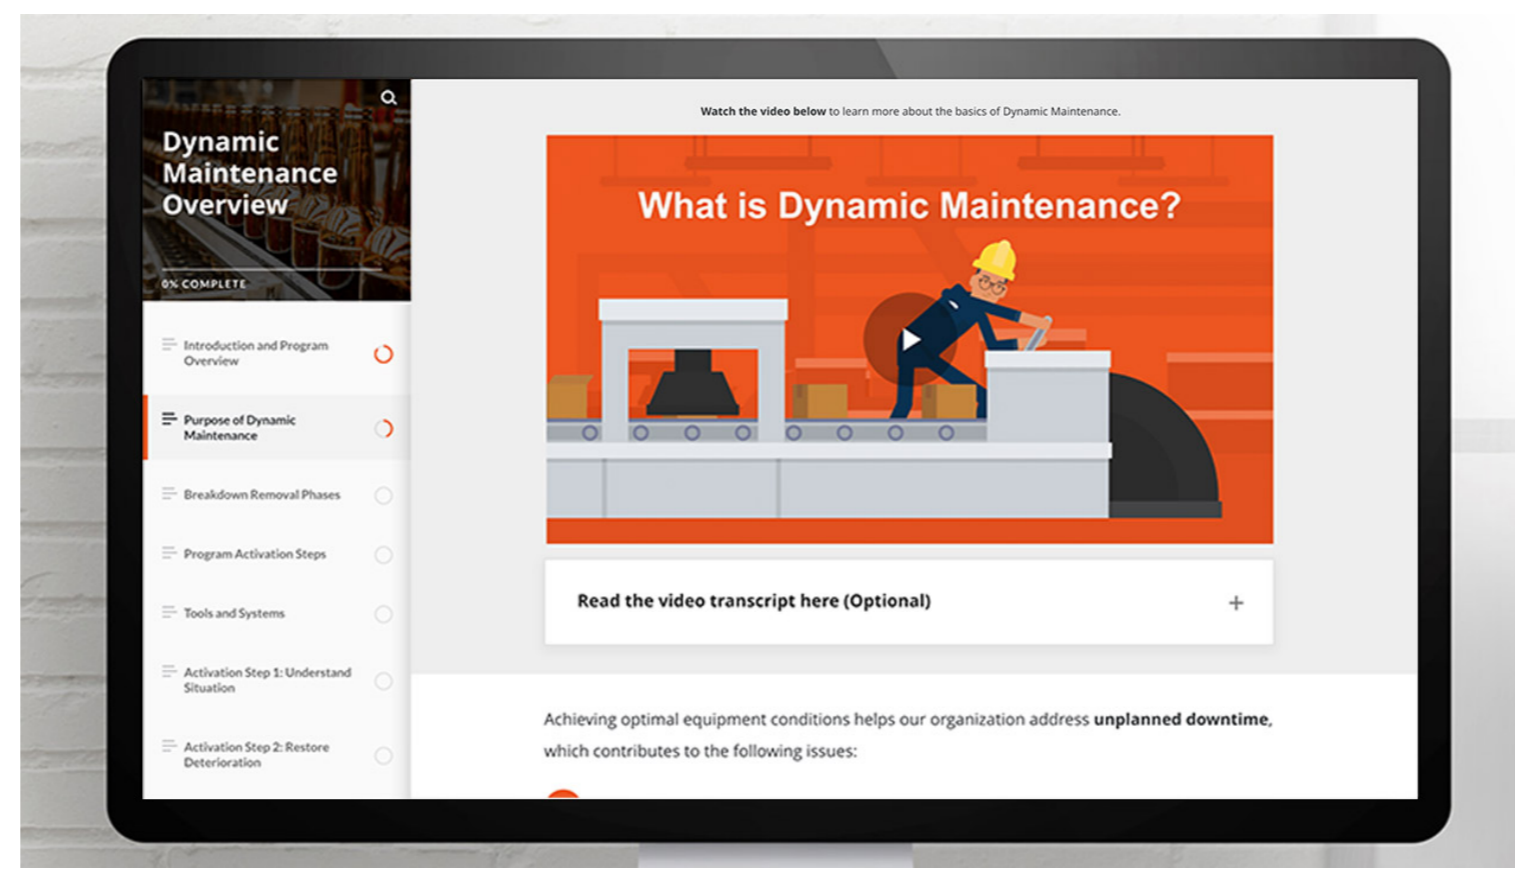 Dynamic
Maintenance
Overview
0% COMPLETE
Introduction and Program
Overview
Purpose of Dynamic
Maintenance
Breakdown Removal Phases
Program Activation Steps
Tools and Systems
Activation Step 1: Understand
Situation
Activation Step 2: Restore
Deterioration
Watch the video below to learn more about the basics of Dynamic Maintenance.
What is Dynamic Maintenance?
Read the video transcript here (Optional)
+
Achieving optimal equipment conditions helps our organization address unplanned downtime,
which contributes to the following issues: